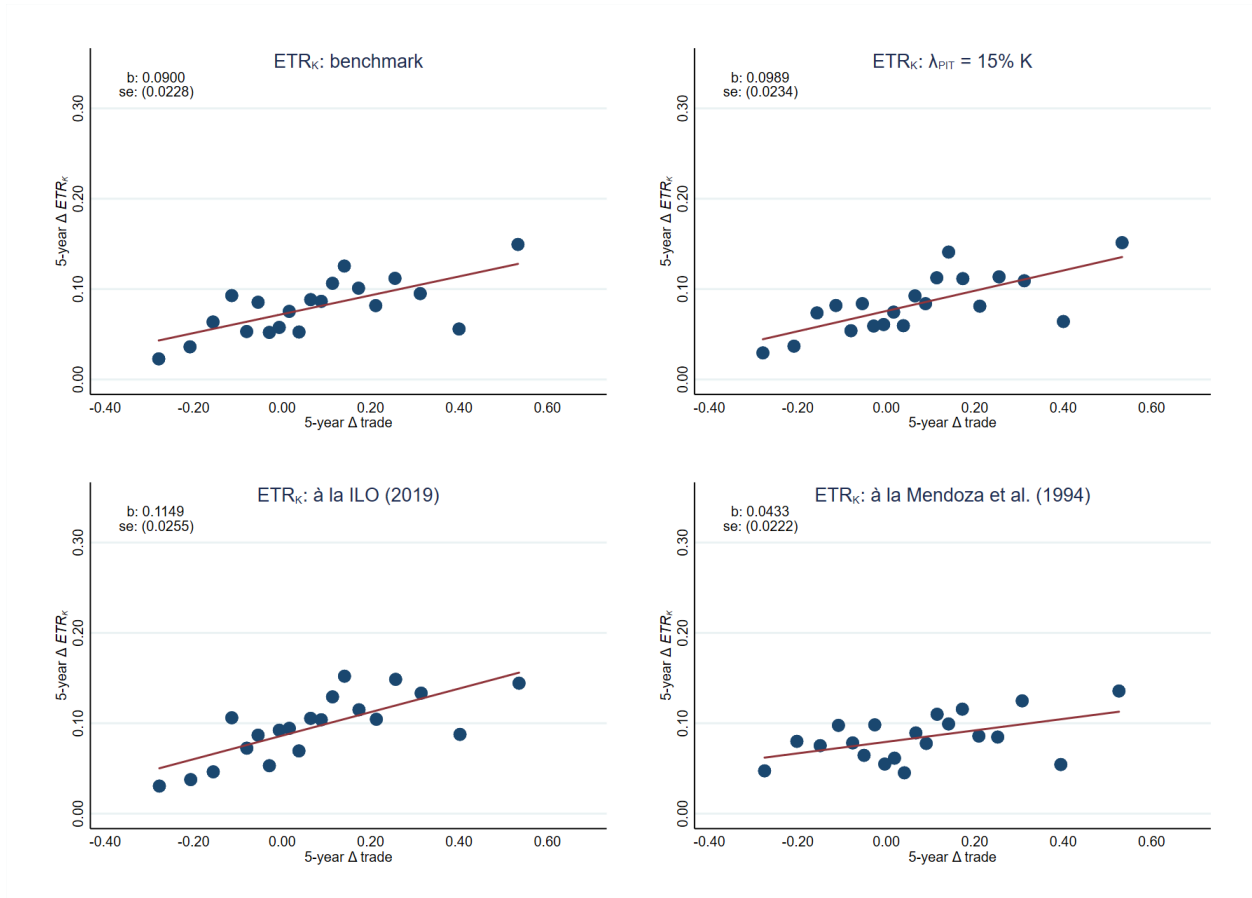 ETRK: benchmark
b: 0.0900
se: (0.0228)
0.30
0.20
0.10
0.00
5-year Δ ETRK
-0.40 -0.20 0.00 0.20 0.40 0.60
5-year Δ trade
ETRK: λPIT = 15% K
b: 0.0989
se: (0.0234)
0.30
0.20
0.10
0.00
5-year Δ ETRK
-0.40 -0.20 0.00 0.20 0.40 0.60
5-year Δ trade
ETRK: à la ILO (2019)
b: 0.1149
se: (0.0255)
0.30
0.20
0.10
0.00
5-year Δ ETRK
-0.40 -0.20 0.00 0.20 0.40 0.60
5-year Δ trade
ETRK: à la Mendoza et al. (1994)
b: 0.0433
se: (0.0222)
0.30
0.20
0.10
0.00
5-year Δ ETRK
-0.40 -0.20 0.00 0.20 0.40 0.60
5-year Δ trade